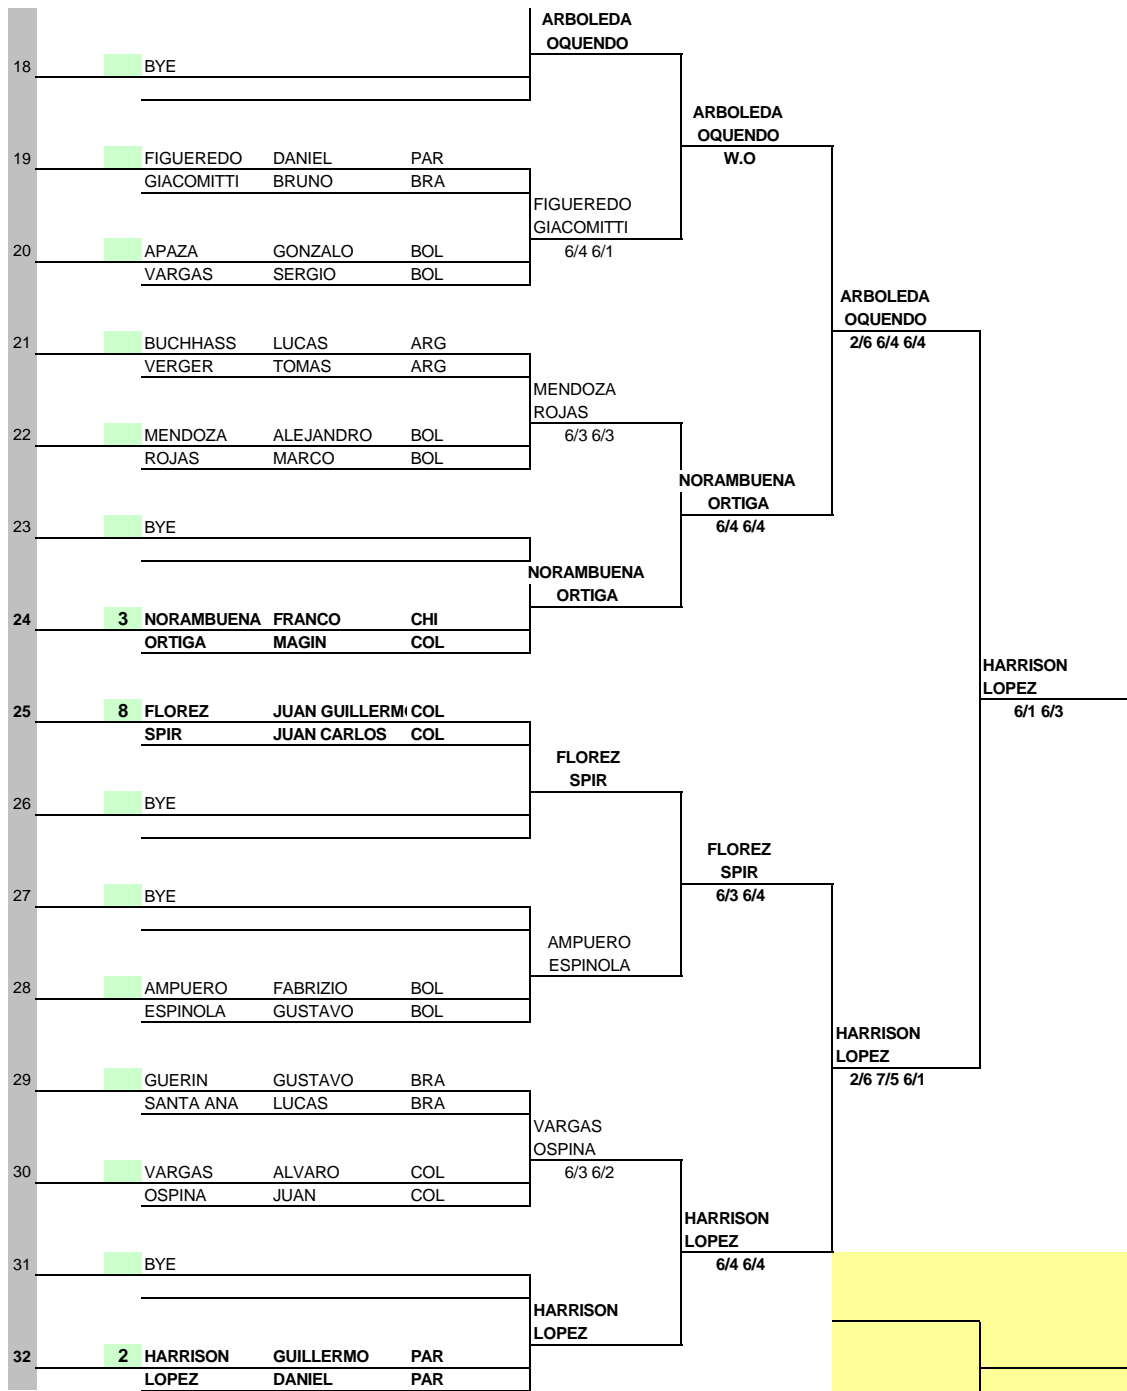 ARBOLEDA
OQUENDO
18 BYE
ARBOLEDA
OQUENDO
W.O
19 FIGUEREDO DANIEL PAR
GIACOMITTI BRUNO BRA
FIGUEREDO
GIACOMITTI
6/4 6/1
20 APAZA GONZALO BOL
VARGAS SERGIO BOL
ARBOLEDA
OQUENDO
2/6 6/4 6/4
21 BUCHHASS LUCAS ARG
VERGER TOMAS ARG
MENDOZA
ROJAS
6/3 6/3
22 MENDOZA ALEJANDRO BOL
ROJAS MARCO BOL
NORAMBUENA
ORTIGA
6/4 6/4
23 BYE
NORAMBUENA
ORTIGA
24 3 NORAMBUENA FRANCO CHI
ORTIGA MAGIN COL
HARRISON
LOPEZ
6/1 6/3
25 8 FLOREZ JUAN GUILLERM COL
SPIR JUAN CARLOS COL
FLOREZ
SPIR
26 BYE
FLOREZ
SPIR
6/3 6/4
27 BYE
AMPUERO
ESPINOLA
28 AMPUERO FABRIZIO BOL
ESPINOLA GUSTAVO BOL
HARRISON
LOPEZ
2/6 7/5 6/1
29 GUERIN GUSTAVO BRA
SANTA ANA LUCAS BRA
VARGAS
OSPINA
6/3 6/2
30 VARGAS ALVARO COL
OSPINA JUAN COL
HARRISON
LOPEZ
6/4 6/4
31 BYE
HARRISON
LOPEZ
32 2 HARRISON GUILLERMO PAR
LOPEZ DANIEL PAR